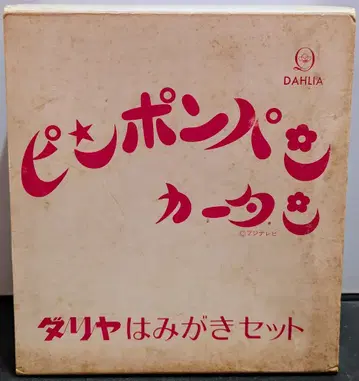 DAHLIA
ピンポンパン
カータン
©フジテレビ
ダリヤはみがきセット